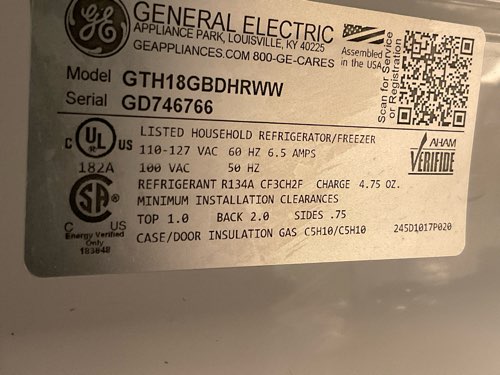 GE
GENERAL ELECTRIC
APPLIANCE PARK, LOUISVILLE, KY 40225
GEAPPLIANCES.COM 800-GE-CARES
Assembled
in the USA
Scan for Service
or Registration
Model GTH18GBDHRWW
Serial GD746766
C UL US
182A
LISTED HOUSEHOLD REFRIGERATOR/FREEZER
110-127 VAC 60 HZ 6.5 AMPS
100 VAC 50 HZ
AHAM
VERIFIDE
REFRIGERANT R134A CF3CH2F CHARGE 4.75 OZ.
MINIMUM INSTALLATION CLEARANCES
TOP 1.0 BACK 2.0 SIDES .75
CASE/DOOR INSULATION GAS C5H10/C5H10
245D1017P020
SA
C US
Energy Verified
Only
183848